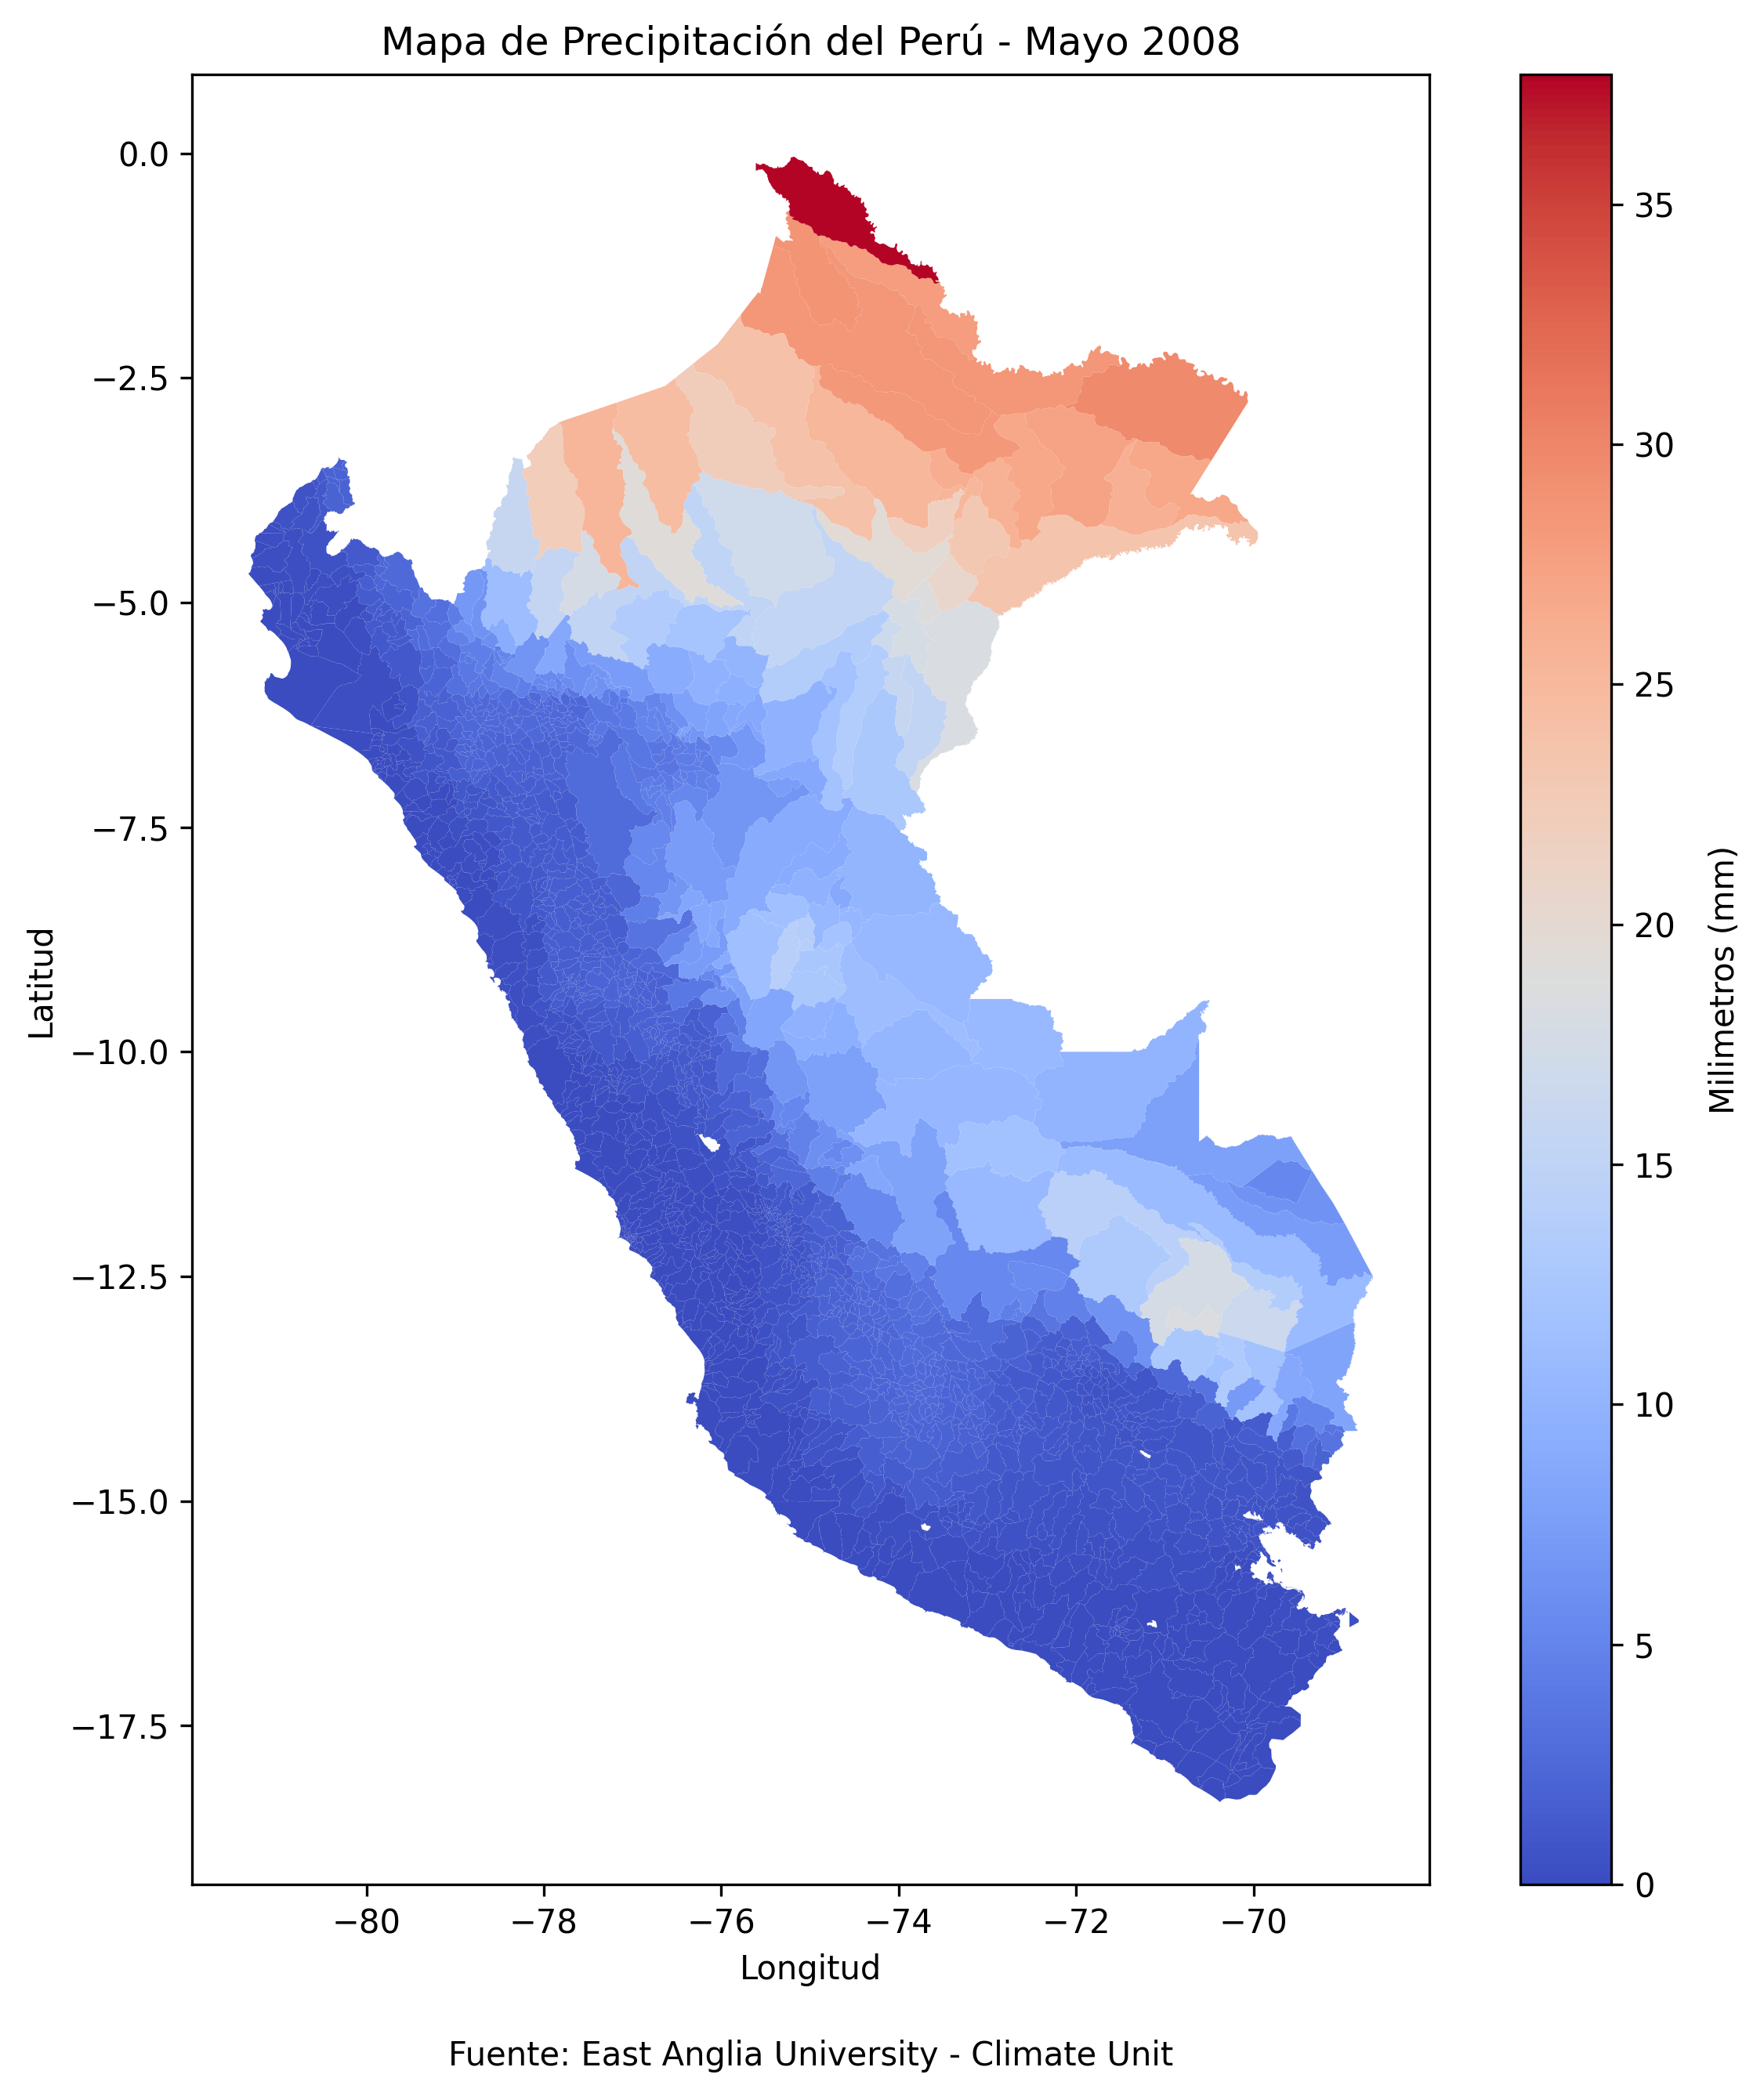 Mapa de Precipitación del Perú - Mayo 2008
0.0
−2.5
−5.0
−7.5
−10.0
−12.5
−15.0
−17.5
Latitud
−80 −78 −76 −74 −72 −70
Longitud
35
30
25
20
15
10
5
0
Milimetros (mm)
Fuente: East Anglia University - Climate Unit